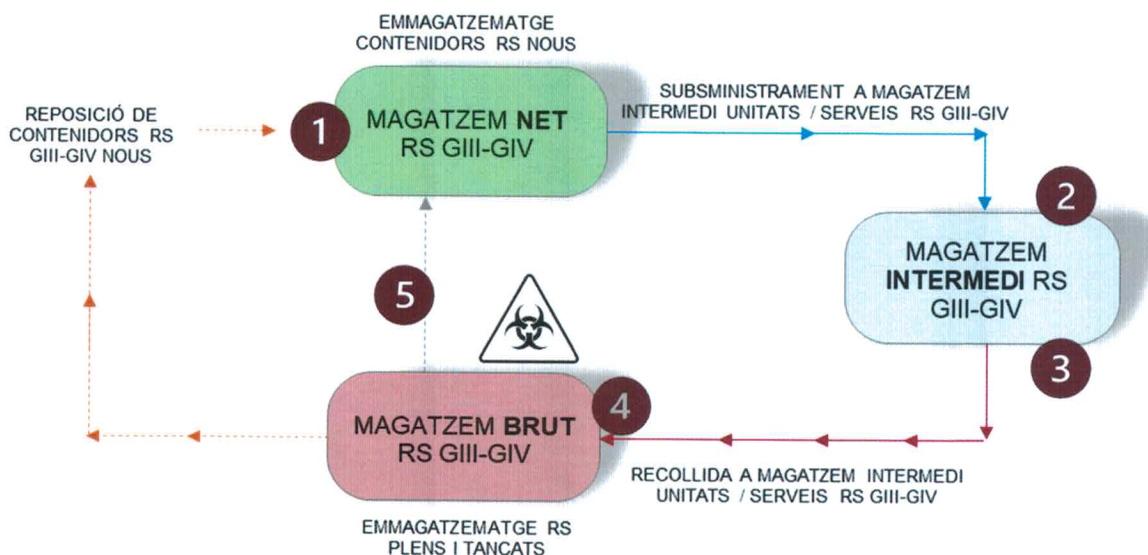 EMMAGATZEMATGE
CONTENIDORS RS NOUS
REPOSICIÓ DE
CONTENIDORS RS
GIII-GIV NOUS
1
MAGATZEM NET
RS GIII-GIV
SUBSMINISTRAMENT A MAGATZEM
INTERMEDI UNITATS / SERVEIS RS GIII-GIV
2
MAGATZEM
INTERMEDI RS
GIII-GIV
3
5
MAGATZEM BRUT
RS GIII-GIV
4
RECOLLIDA A MAGATZEM INTERMEDI
UNITATS / SERVEIS RS GIII-GIV
EMMAGATZEMATGE RS
PLENS I TANCATS